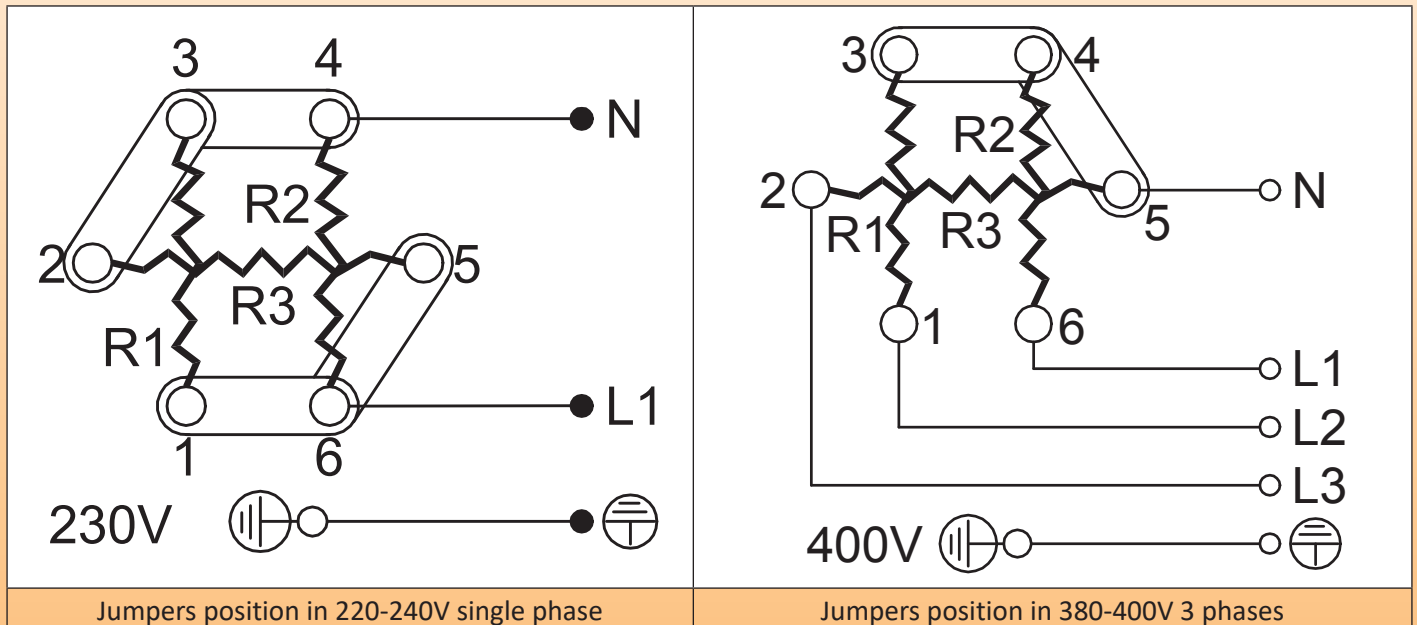 3 4
N
R2
2 5
R3
R1
L1
1 6
230V
Jumpers position in 220-240V single phase
3 4
R2
2 N
R1 R3 5
1 6
L1
L2
L3
400V
Jumpers position in 380-400V 3 phases